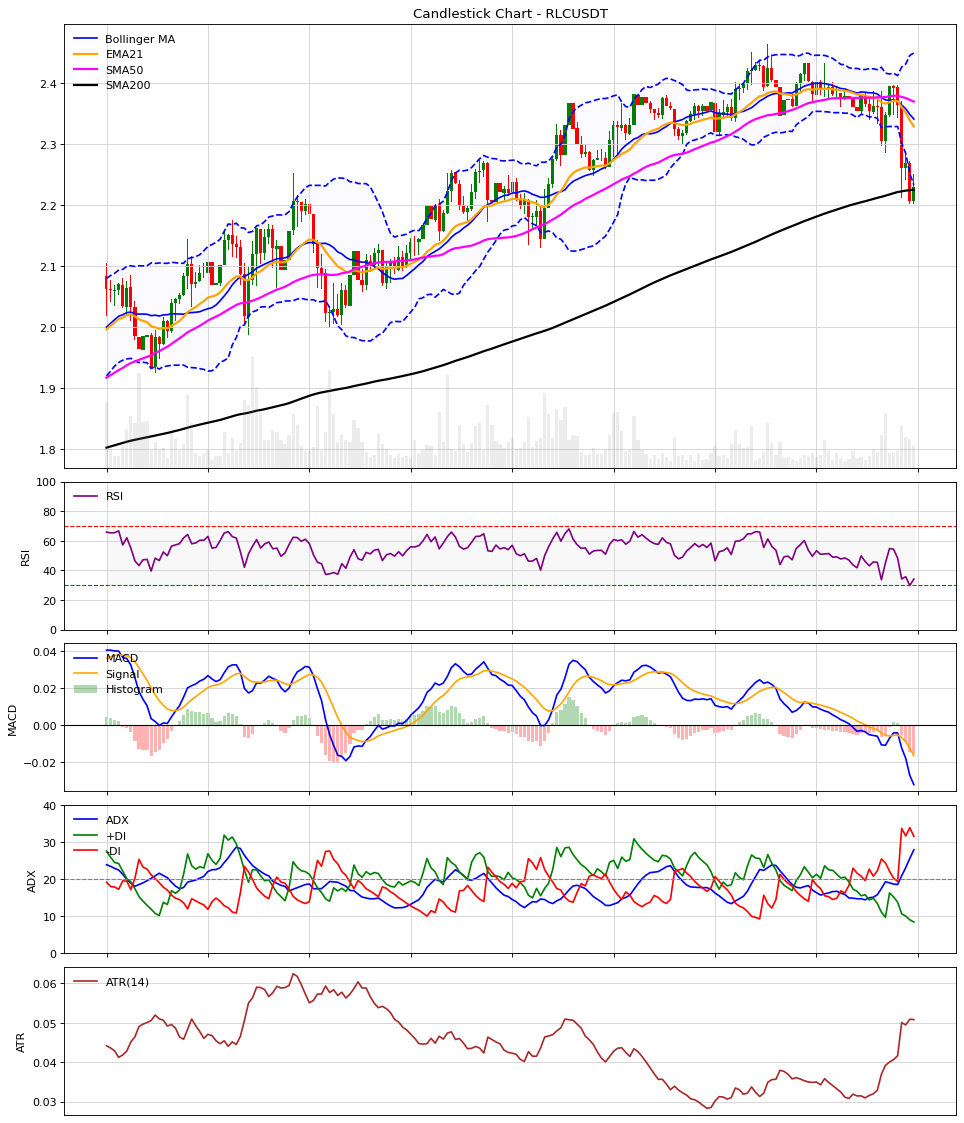 Candlestick Chart - RLCUSDT
Bollinger MA
EMA21
SMA50
SMA200
2.4
2.3
2.2
2.1
2.0
1.9
1.8
100
80
60
40
20
0
RSI
RSI
0.04
0.02
0.00
−0.02
MACD
MACD
Signal
Histogram
40
30
20
10
0
ADX
ADX
+DI
-DI
0.06
0.05
0.04
0.03
ATR
ATR(14)